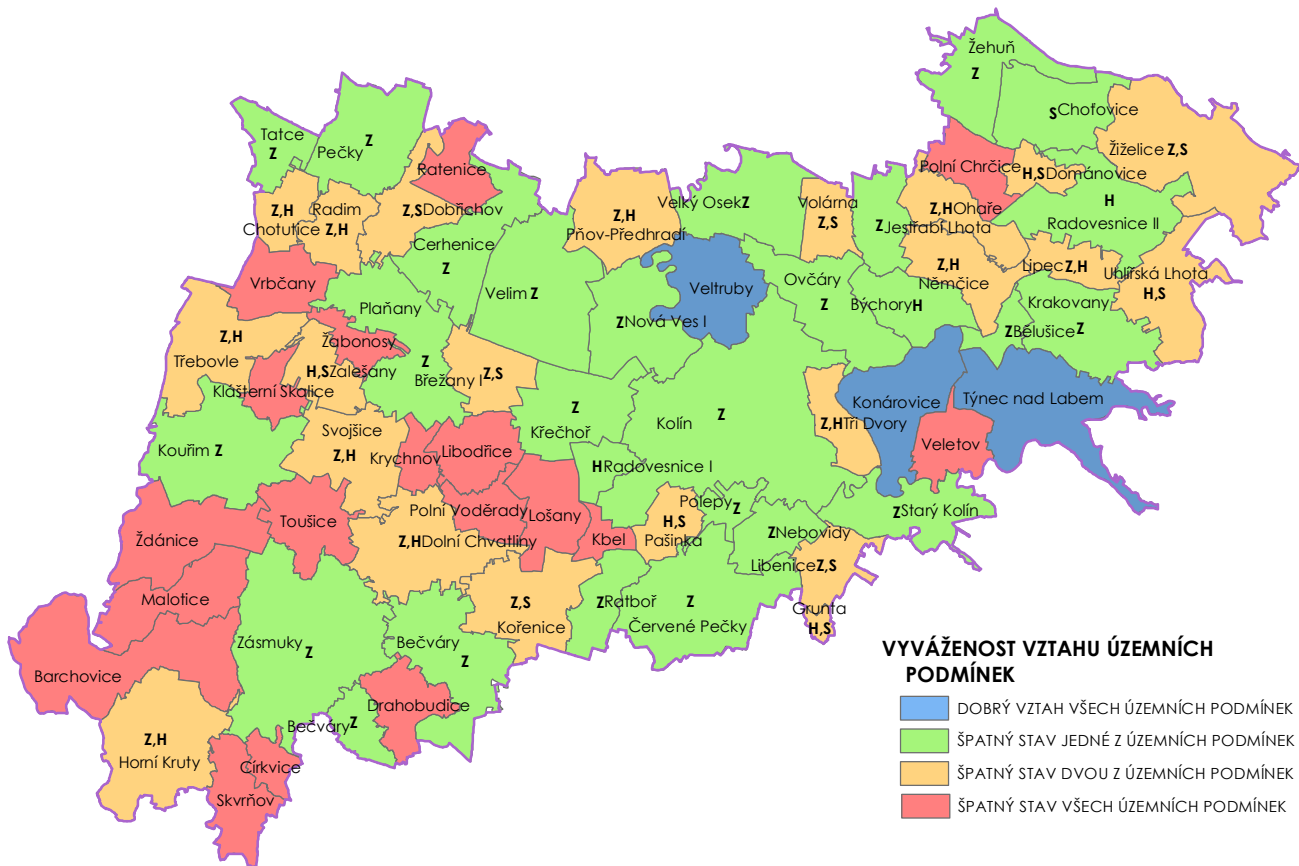 Žehuň
Z
S Chofovice
Tatce
Z
Pečky Z
Ratenice
Polní Chrčice
Žiželice Z,S
H,S Dománovice
Z,H
Chotutice
Radim
Z,H
Z,S Dobřichov
Z,H
Pňov-Předhradí
Velký Osek Z
Volárna
Z,S
Z
Jestřabí Lhota
Z,H Ohaře
H
Radovesnice II
Cerhenice
Z
Vrbčany
Velim Z
Veltruby
Ovčáry
Z
Z,H
Němčice
Lipec Z,H
Uhlířská Lhota
H,S
Plaňany
Z
Z Nová Ves I
Býchory H
Krakovany
Z Bělušice Z
Z,H
Třebovle
Žabonosy
H,S Zalešany
Břežany I
Z,S
Klášterní Skalice
Z
Křečhoř
Kolín
Z
Z,H Tři Dvory
Konárovice
Týnec nad Labem
Kouřim Z
Svojšice
Z,H
Krychnov
Libodřice
H Radovesnice I
Veletov
Polní Voděrady
Lošany
Polepy Z
Z Starý Kolín
Ždánice
Toušice
Z,H Dolní Chvatliny
Kbel
H,S
Pašinka
Z Nebovidy
Libenice Z,S
Malotice
Z,S
Kořenice
Z Ratboř
Z
Červené Pečky
Grunta
H,S
Zásmuky Z
Bečváry
Z
Barchovice
Drahobudice
Bečváry Z
Z,H
Horní Kruty
Církvice
Skvrňov
VYVÁŽENOST VZTAHU ÚZEMNÍCH
PODMÍNEK
DOBRÝ VZTAH VŠECH ÚZEMNÍCH PODMÍNEK
ŠPATNÝ STAV JEDNÉ Z ÚZEMNÍCH PODMÍNEK
ŠPATNÝ STAV DVOU Z ÚZEMNÍCH PODMÍNEK
ŠPATNÝ STAV VŠECH ÚZEMNÍCH PODMÍNEK